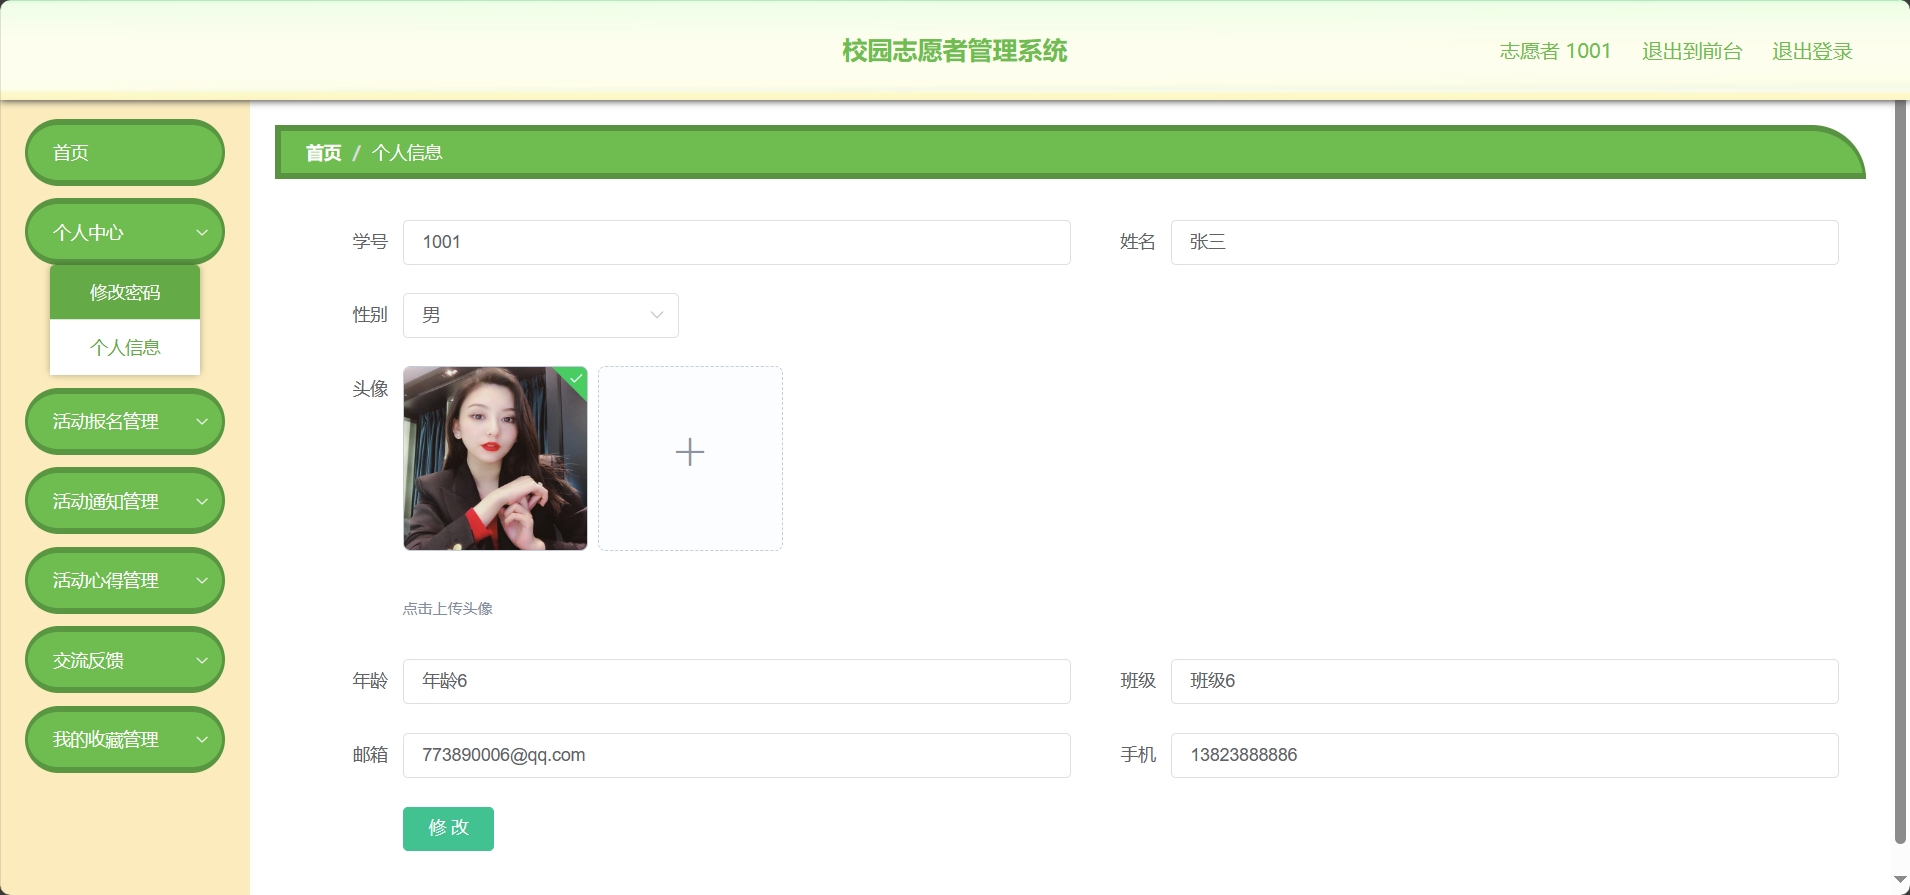 校园志愿者管理系统
志愿者 1001 退出到前台 退出登录
首页
个人中心
修改密码
个人信息
活动报名管理
活动通知管理
活动心得管理
交流反馈
我的收藏管理
首页 / 个人信息
学号 1001 姓名 张三
性别 男
头像
点击上传头像
年龄 年龄6 班级 班级6
邮箱 773890006@qq.com 手机 13823888886
修改